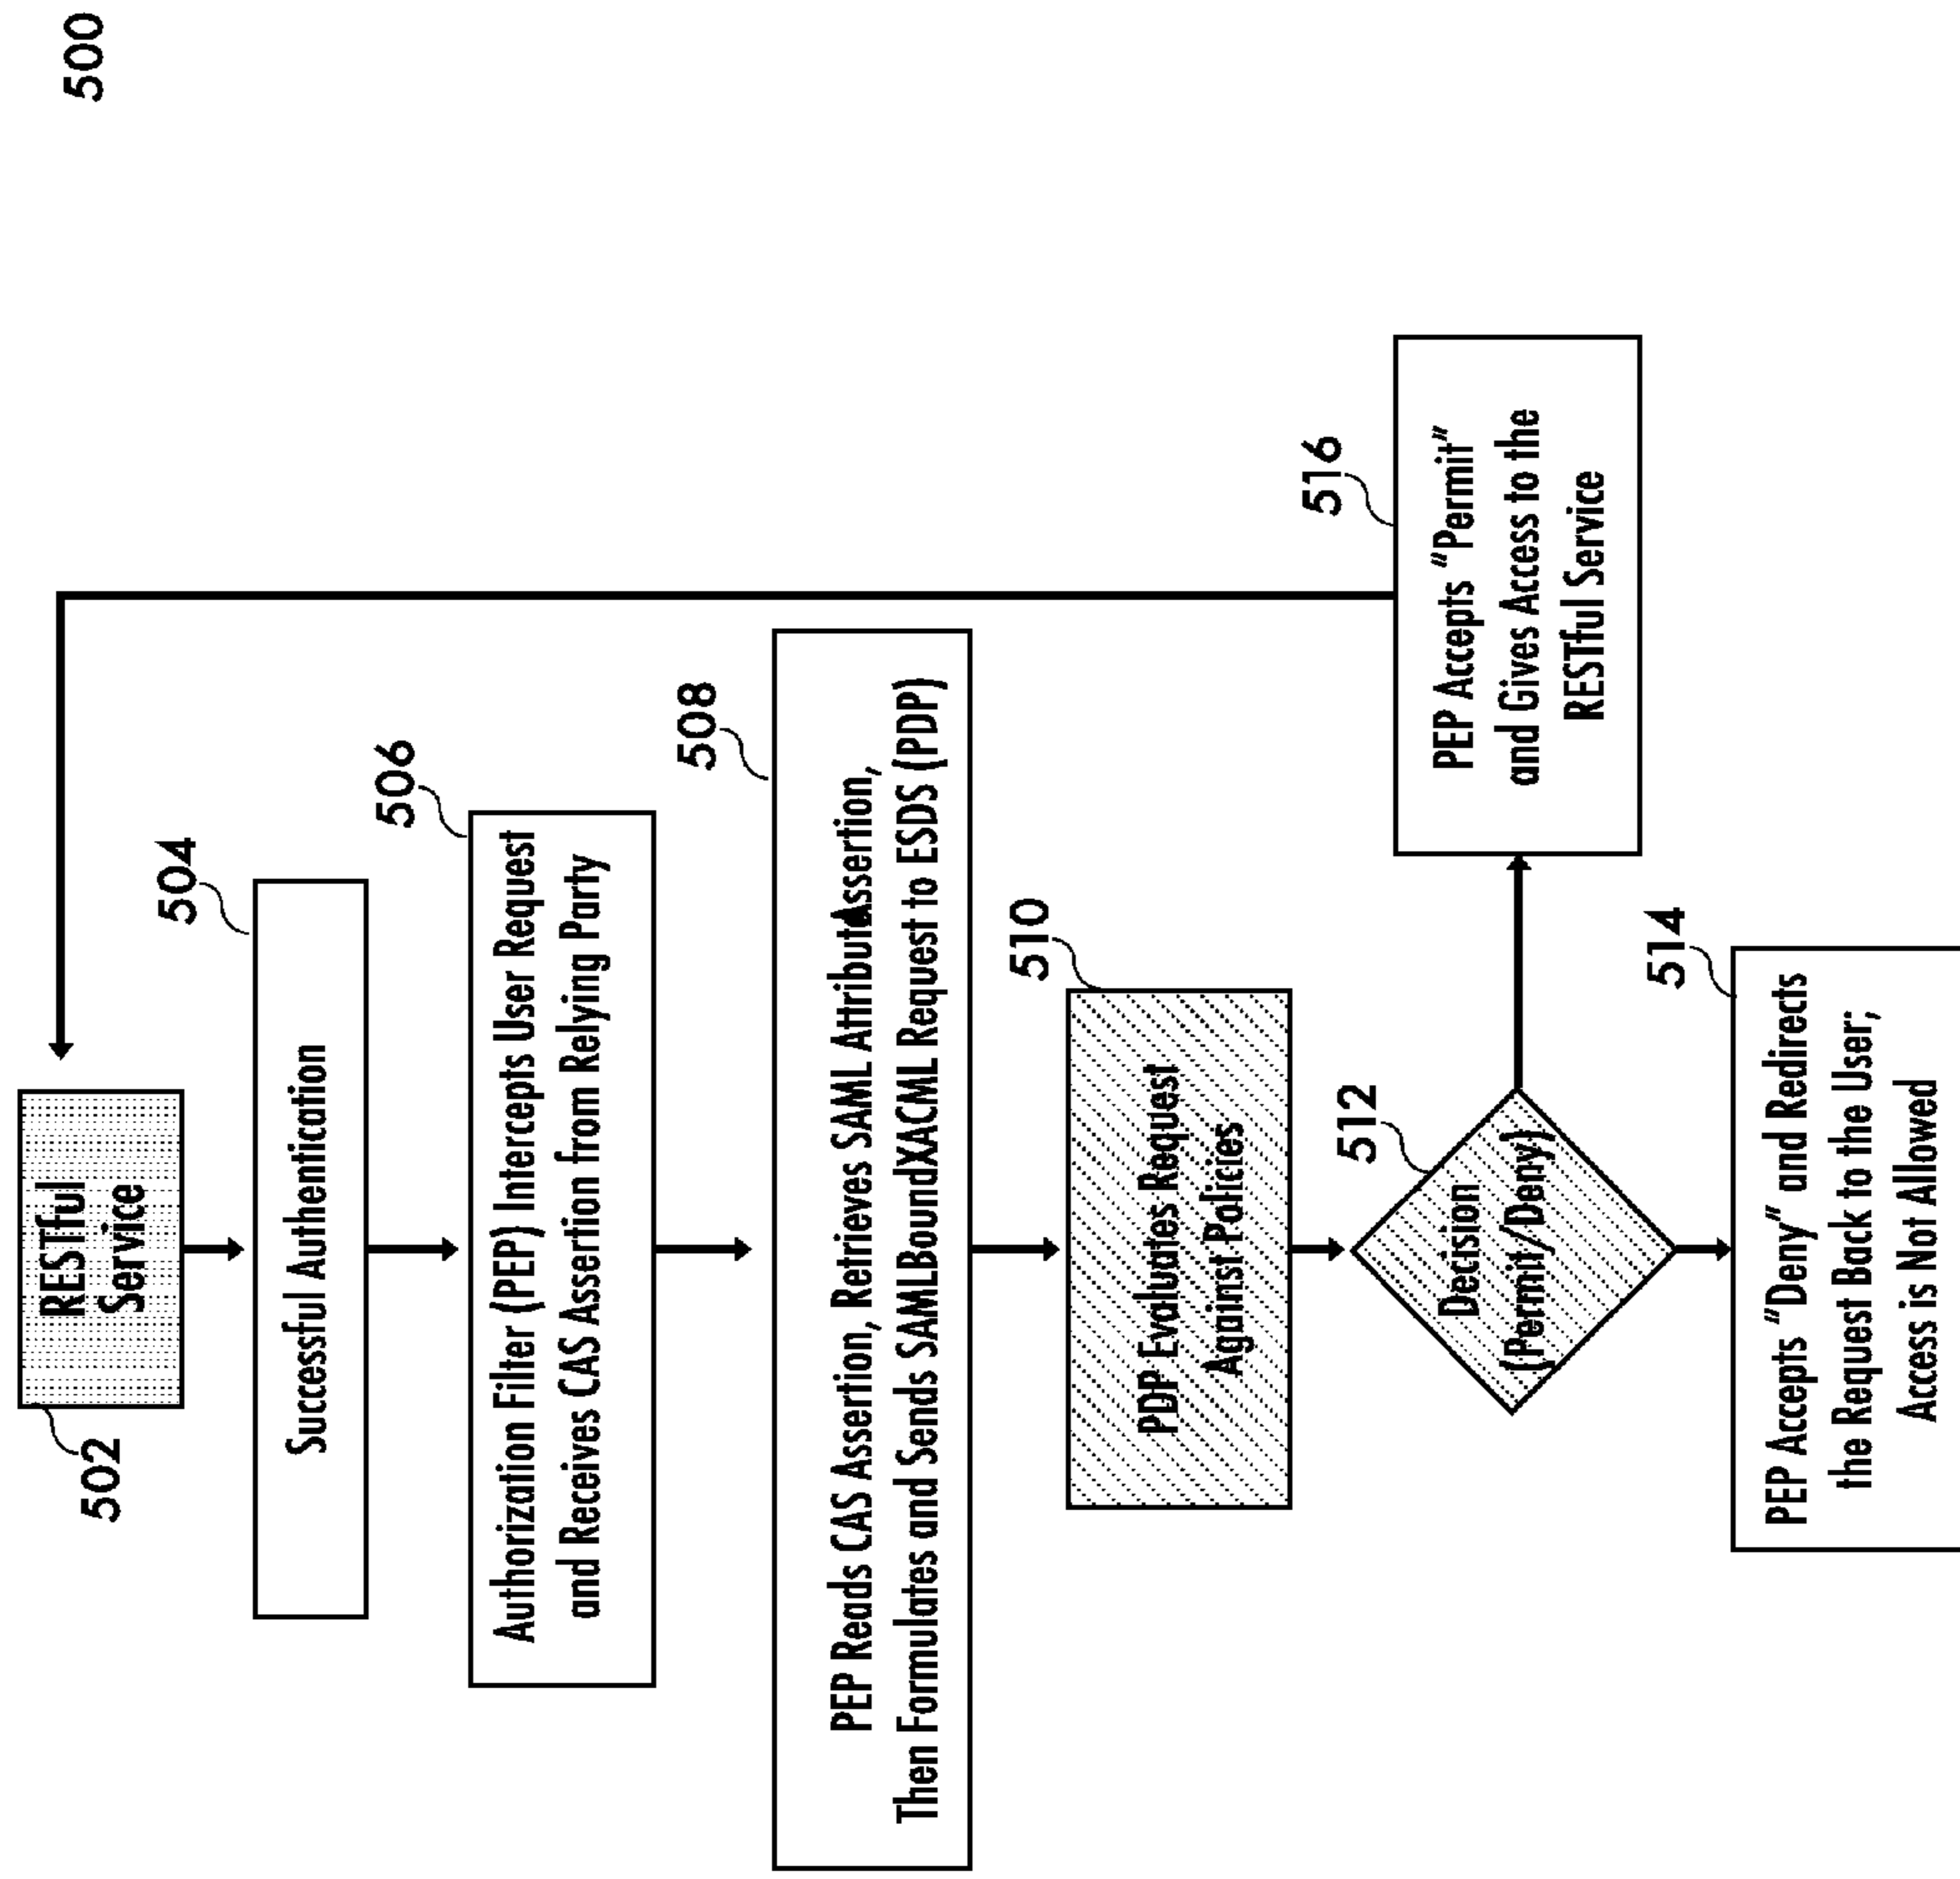 500
502
RESTful
Service
504
Successful Authentication
506
Authorization Filter (PEP) Intercepts User Request
and Receives CAS Assertion from Relying Party
508
PEP Reads CAS Assertion, Retrieves SAML AttributeAssertion,
Then Formulates and Sends SAMLBoundXACML Request to ESDS (PDP)
510
PDP Evaluates Request
Against Policies
512
Decision
(Permit/Deny)
516
PEP Accepts "Permit"
and Gives Access to the
RESTful Service
514
PEP Accepts "Deny" and Redirects
the Request Back to the User;
Access is Not Allowed